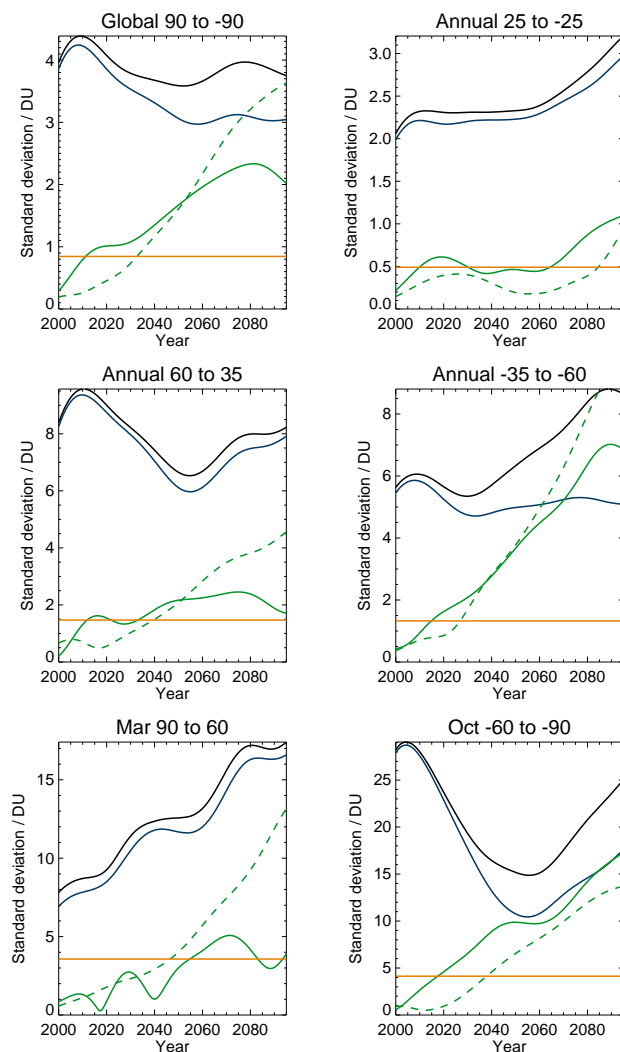 Global 90 to -90
4
3
2
1
0
2000 2020 2040 2060 2080
Year
Standard deviation / DU
Annual 25 to -25
3.0
2.5
2.0
1.5
1.0
0.5
0.0
2000 2020 2040 2060 2080
Year
Standard deviation / DU
Annual 60 to 35
8
6
4
2
0
2000 2020 2040 2060 2080
Year
Standard deviation / DU
Annual -35 to -60
8
6
4
2
0
2000 2020 2040 2060 2080
Year
Standard deviation / DU
Mar 90 to 60
15
10
5
0
2000 2020 2040 2060 2080
Year
Standard deviation / DU
Oct -60 to -90
25
20
15
10
5
0
2000 2020 2040 2060 2080
Year
Standard deviation / DU